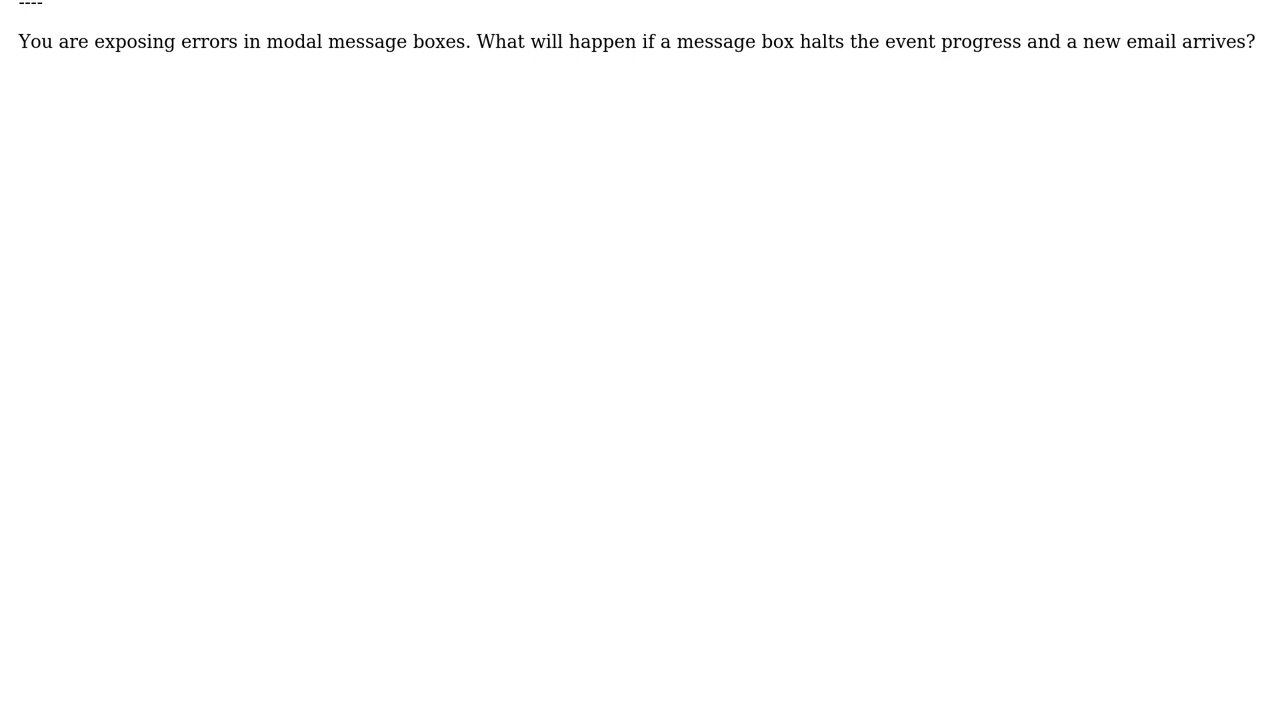 ----
You are exposing errors in modal message boxes. What will happen if a message box halts the event progress and a new email arrives?